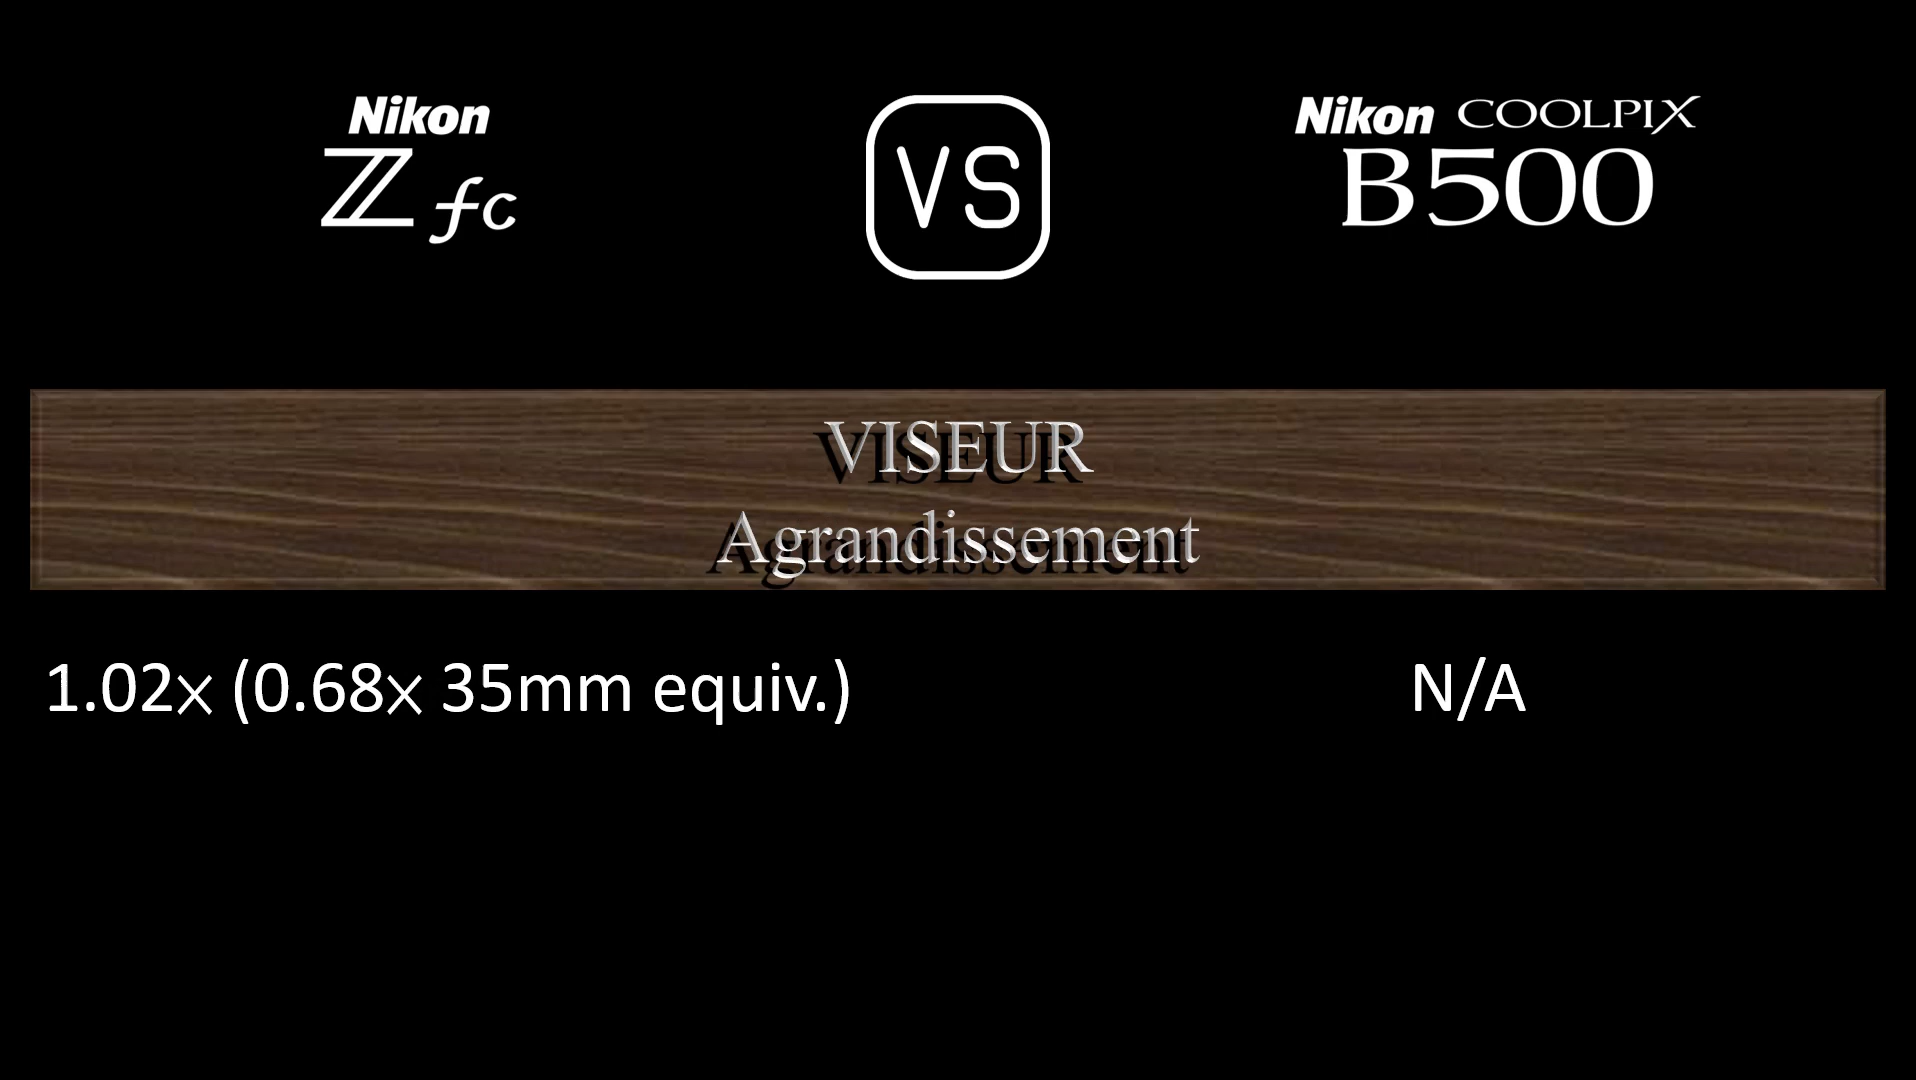 Nikon
Z fc
VS
Nikon COOLPIX
B500
VISEUR
Agrandissement
1.02x (0.68x 35mm equiv.)
N/A